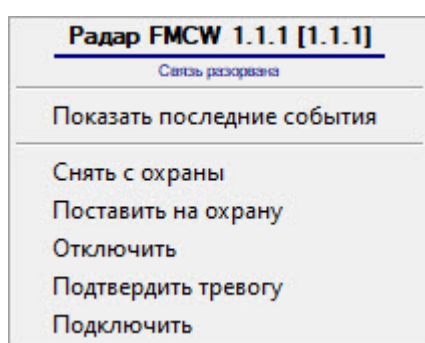 Радар FMCW 1.1.1 [1.1.1]
Связь разорвана
Показать последние события
Снять с охраны
Поставить на охрану
Отключить
Подтвердить тревогу
Подключить